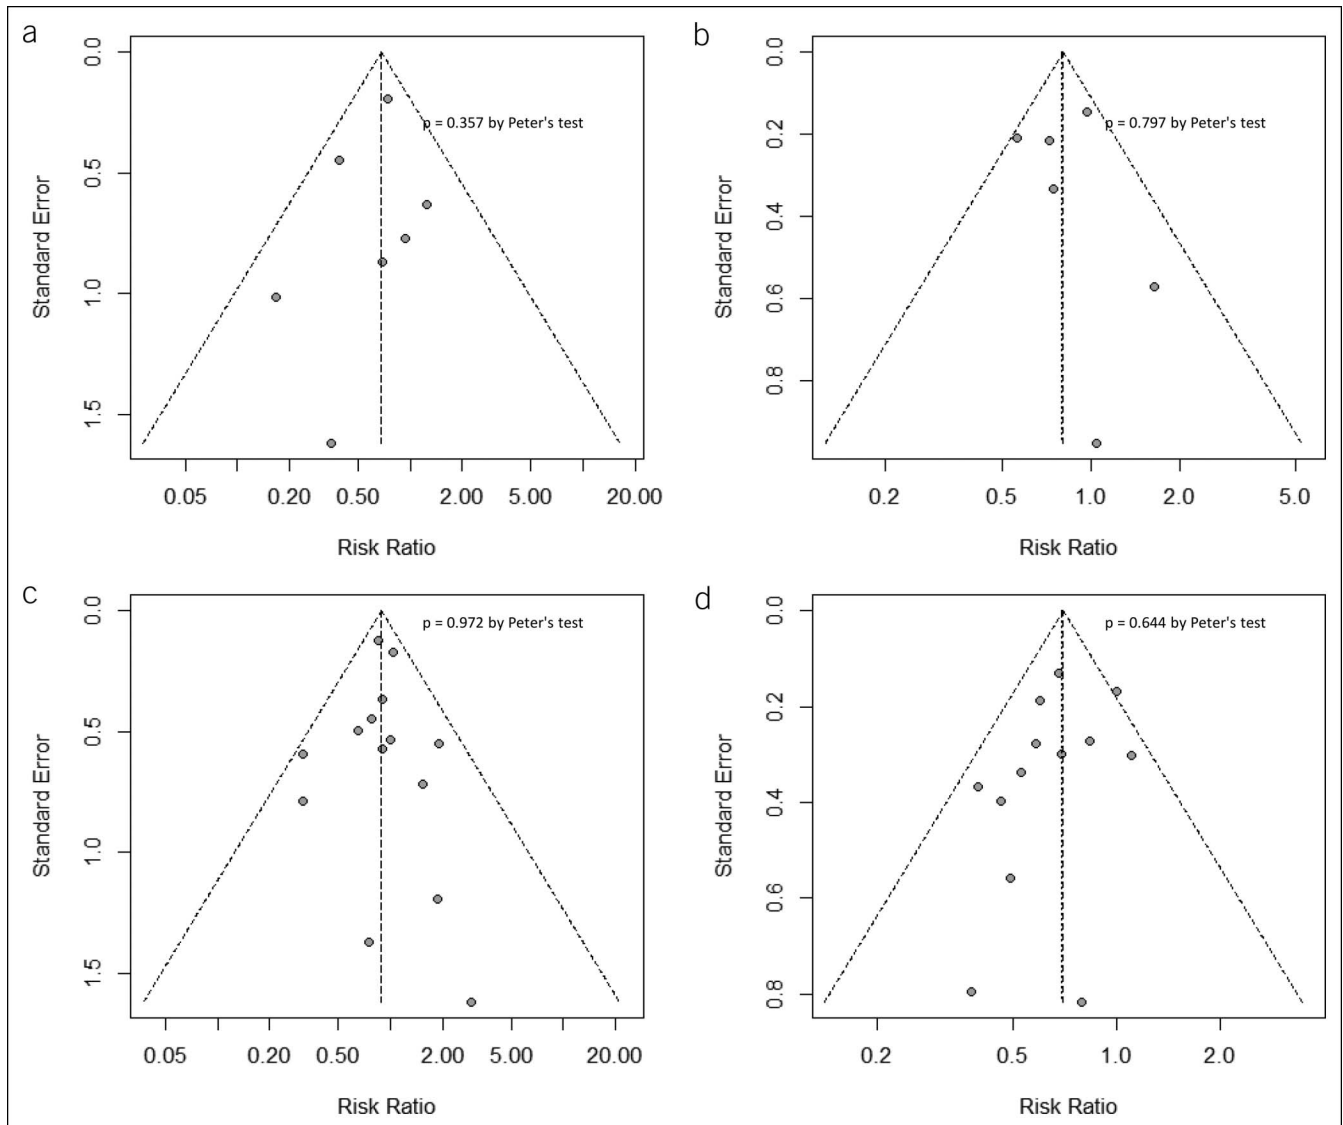 a
p = 0.357 by Peter's test
Standard Error
0.0
0.5
1.0
1.5
0.05 0.20 0.50 2.00 5.00 20.00
Risk Ratio
b
p = 0.797 by Peter's test
Standard Error
0.0
0.2
0.4
0.6
0.8
0.2 0.5 1.0 2.0 5.0
Risk Ratio
c
p = 0.972 by Peter's test
Standard Error
0.0
0.5
1.0
1.5
0.05 0.20 0.50 2.00 5.00 20.00
Risk Ratio
d
p = 0.644 by Peter's test
Standard Error
0.0
0.2
0.4
0.6
0.8
0.2 0.5 1.0 2.0
Risk Ratio